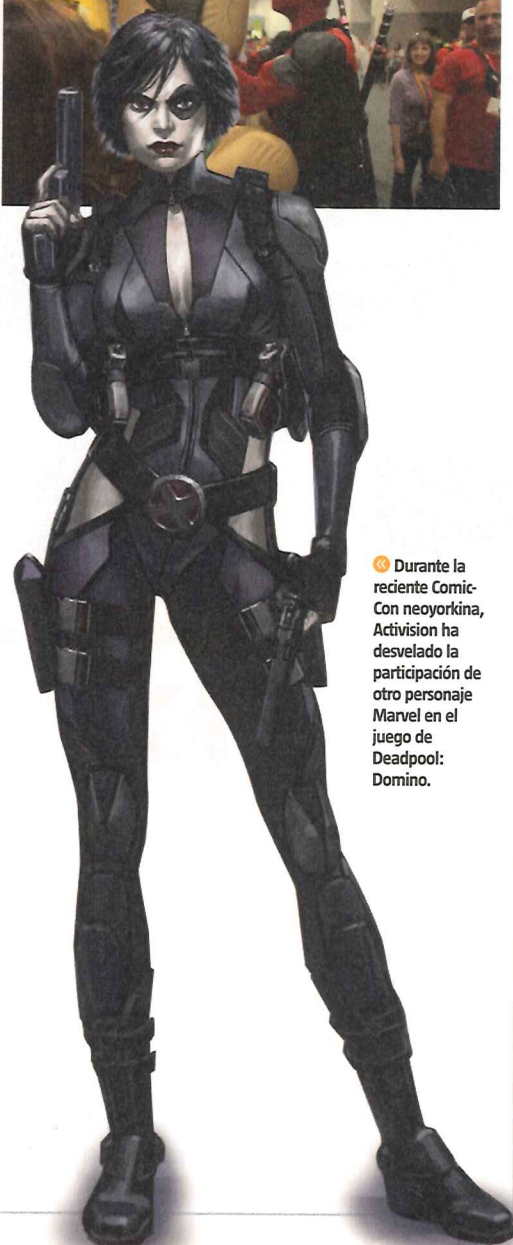 « Durante la
reciente Comic-
Con neoyorkina,
Activision ha
desvelado la
participación de
otro personaje
Marvel en el
juego de
Deadpool:
Domino.